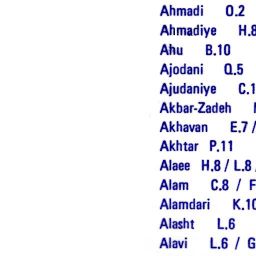 Ahmadi O.2
Ahmadiye H.8
Ahu B.10
Ajodani Q.5
Ajudaniye C.1
Akbar-Zadeh
Akhavan E.7 /
Akhtar P.11
Alaee H.8 / L.8
Alam C.8 / F
Alamdari K.10
Alasht L.6
Alavi L.6 / G